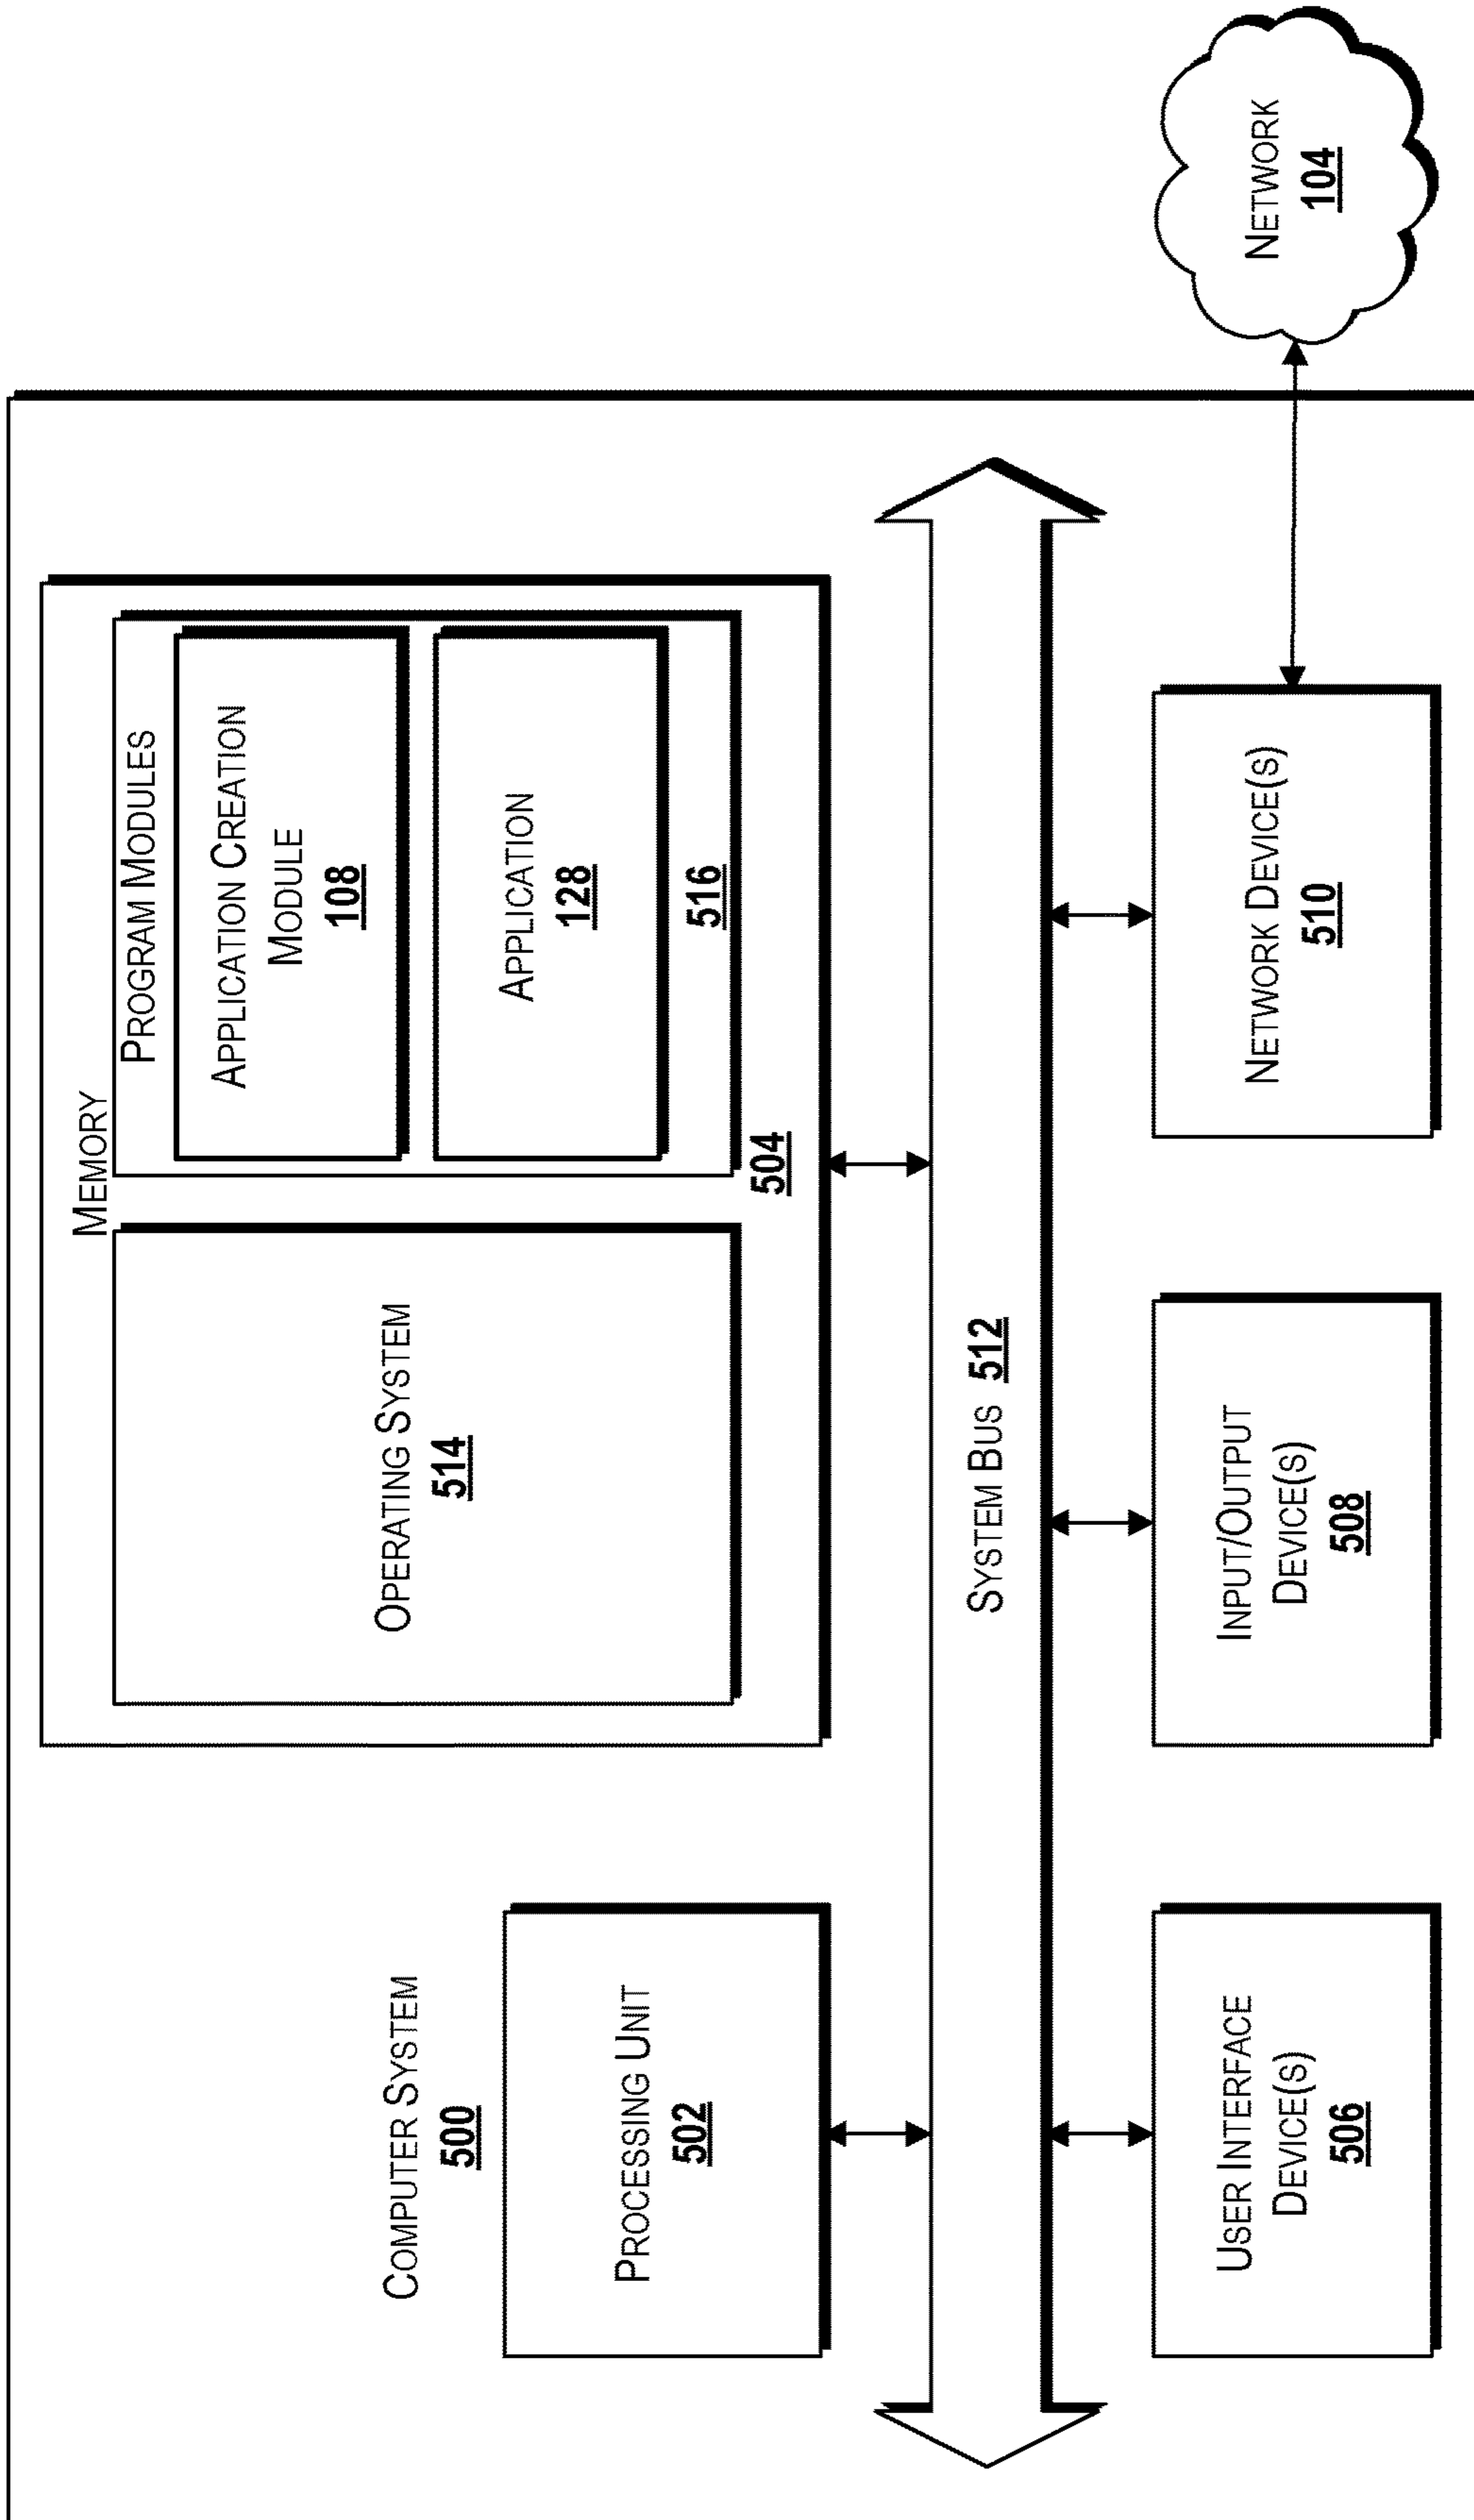 COMPUTER SYSTEM
500
PROCESSING UNIT
502
MEMORY
OPERATING SYSTEM
514
PROGRAM MODULES
APPLICATION CREATION
MODULE
108
APPLICATION
128
516
504
SYSTEM BUS 512
USER INTERFACE
DEVICE(S)
506
INPUT/OUTPUT
DEVICE(S)
508
NETWORK DEVICE(S)
510
NETWORK
104